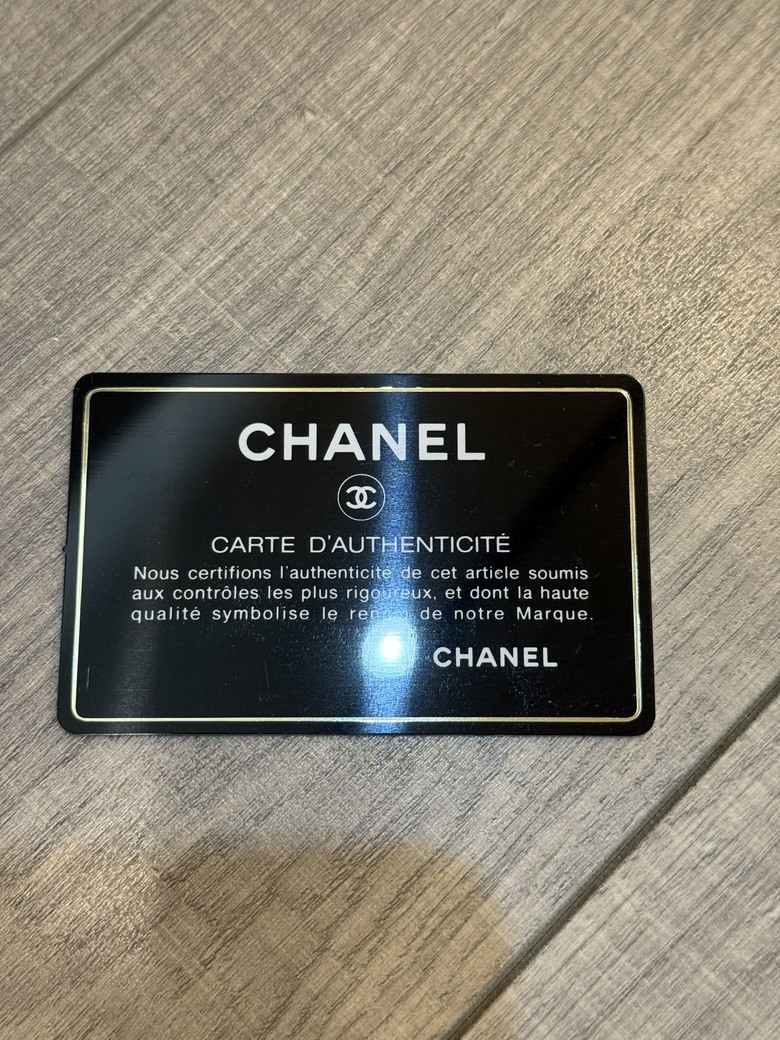 CHANEL
CARTE D'AUTHENTICITÉ
Nous certifions l'authenticité de cet article soumis
aux contrôles les plus rigoureux, et dont la haute
qualité symbolise le de notre Marque.
CHANEL